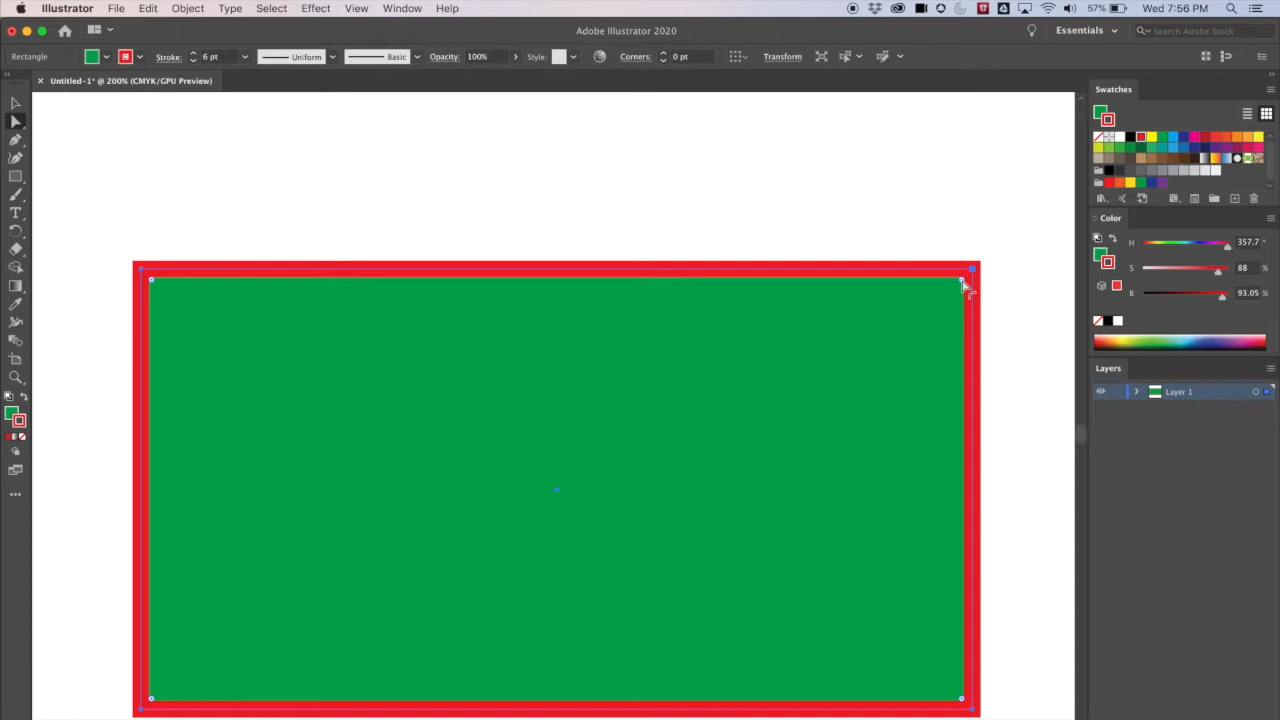 Illustrator File Edit Object Type Select Effect View Window Help 57% Wed 7:56 PM
Adobe Illustrator 2020 Essentials Search Adobe Stock
Rectangle Stroke: 6 pt Uniform Basic Opacity: 100% Style: Corners: 0 pt Transform
Untitled-1* @ 200% (CMYK/GPU Preview)
Swatches
Color
H 357.7 °
S 88 %
B 93.05 %
Layers
Layer 1